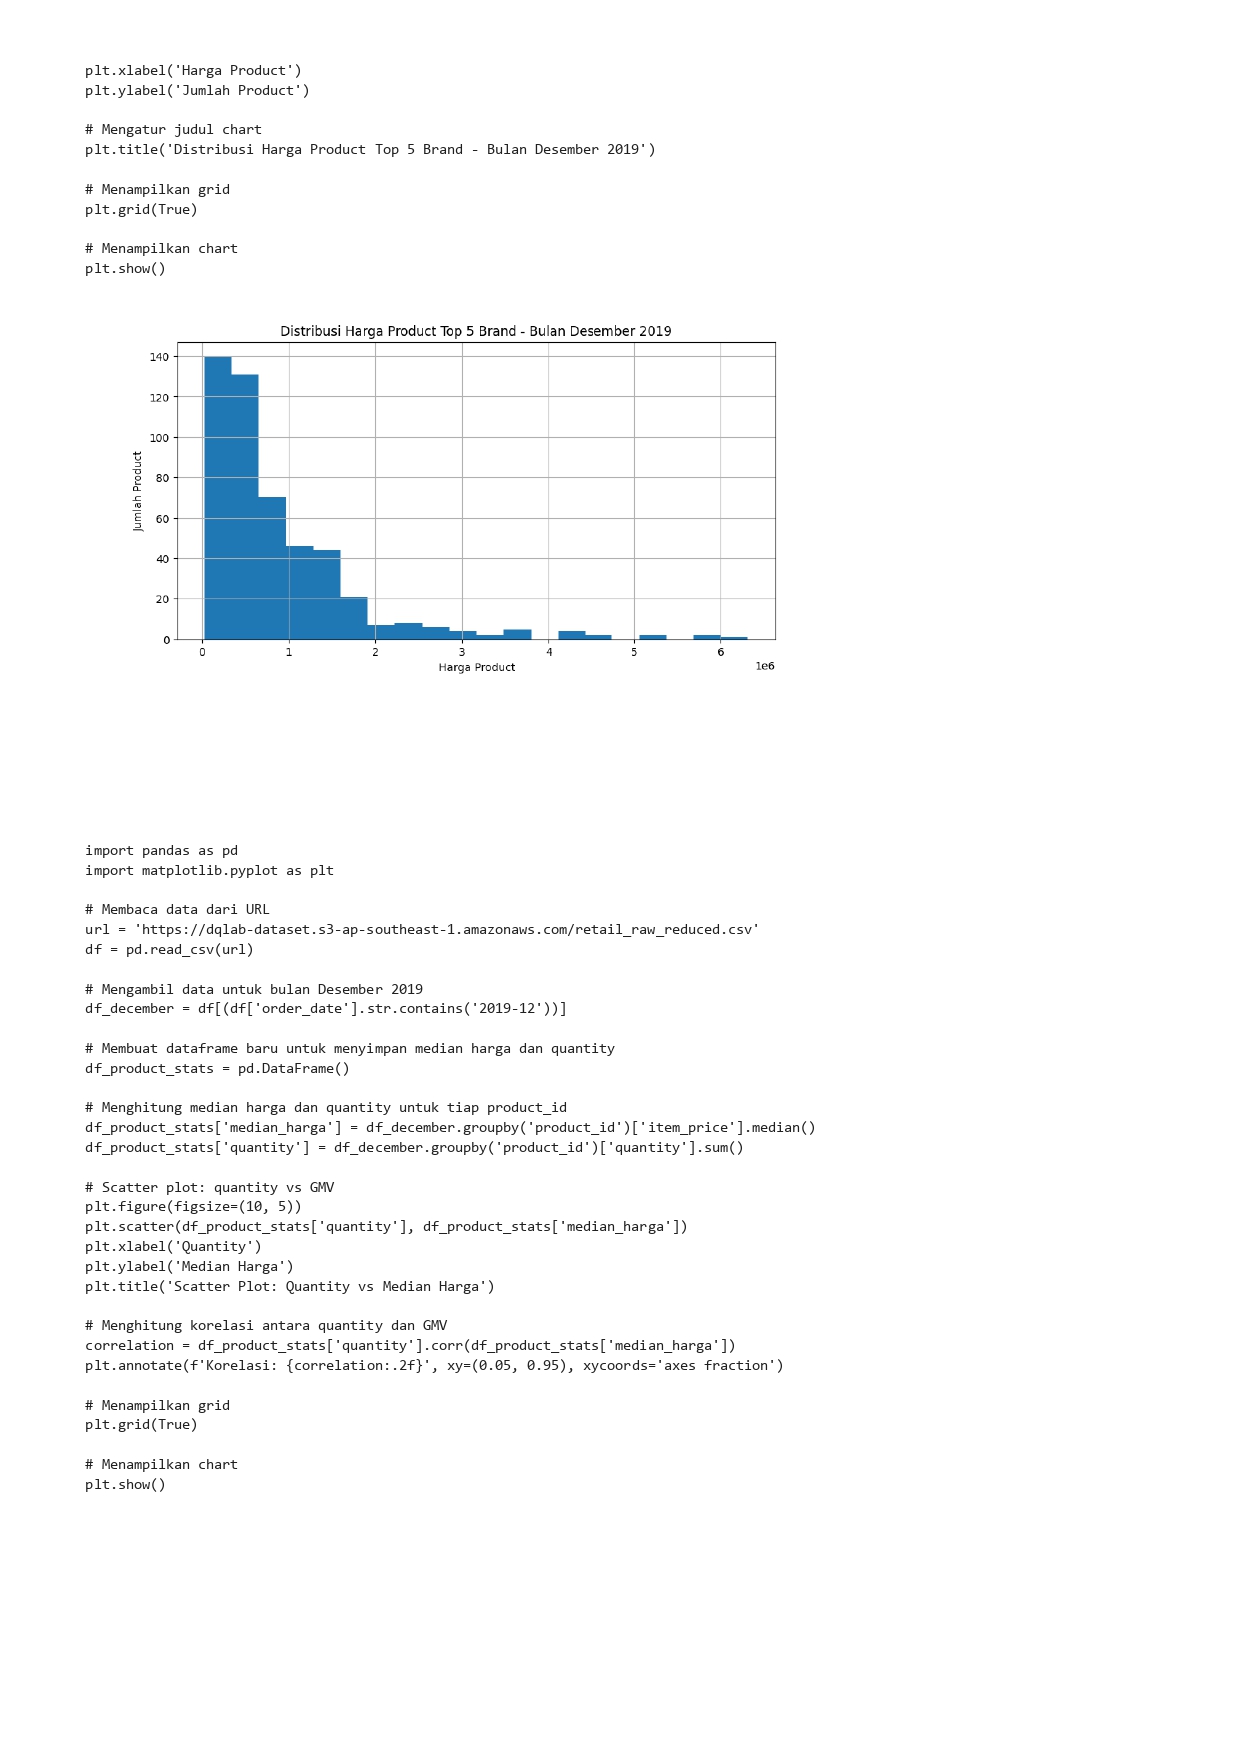 plt.xlabel('Harga Product')
plt.ylabel('Jumlah Product')
# Mengatur judul chart
plt.title('Distribusi Harga Product Top 5 Brand - Bulan Desember 2019')
# Menampilkan grid
plt.grid(True)
# Menampilkan chart
plt.show()
Distribusi Harga Product Top 5 Brand - Bulan Desember 2019
140
120
100
80
60
40
20
0
Jumlah Product
0 1 2 3 4 5 6
Harga Product
1e6
import pandas as pd
import matplotlib.pyplot as plt
# Membaca data dari URL
url = 'https://dqlab-dataset.s3-ap-southeast-1.amazonaws.com/retail_raw_reduced.csv'
df = pd.read_csv(url)
# Mengambil data untuk bulan Desember 2019
df_december = df[(df['order_date'].str.contains('2019-12'))]
# Membuat dataframe baru untuk menyimpan median harga dan quantity
df_product_stats = pd.DataFrame()
# Menghitung median harga dan quantity untuk tiap product_id
df_product_stats['median_harga'] = df_december.groupby('product_id')['item_price'].median()
df_product_stats['quantity'] = df_december.groupby('product_id')['quantity'].sum()
# Scatter plot: quantity vs GMV
plt.figure(figsize=(10, 5))
plt.scatter(df_product_stats['quantity'], df_product_stats['median_harga'])
plt.xlabel('Quantity')
plt.ylabel('Median Harga')
plt.title('Scatter Plot: Quantity vs Median Harga')
# Menghitung korelasi antara quantity dan GMV
correlation = df_product_stats['quantity'].corr(df_product_stats['median_harga'])
plt.annotate(f'Korelasi: {correlation:.2f}', xy=(0.05, 0.95), xycoords='axes fraction')
# Menampilkan grid
plt.grid(True)
# Menampilkan chart
plt.show()